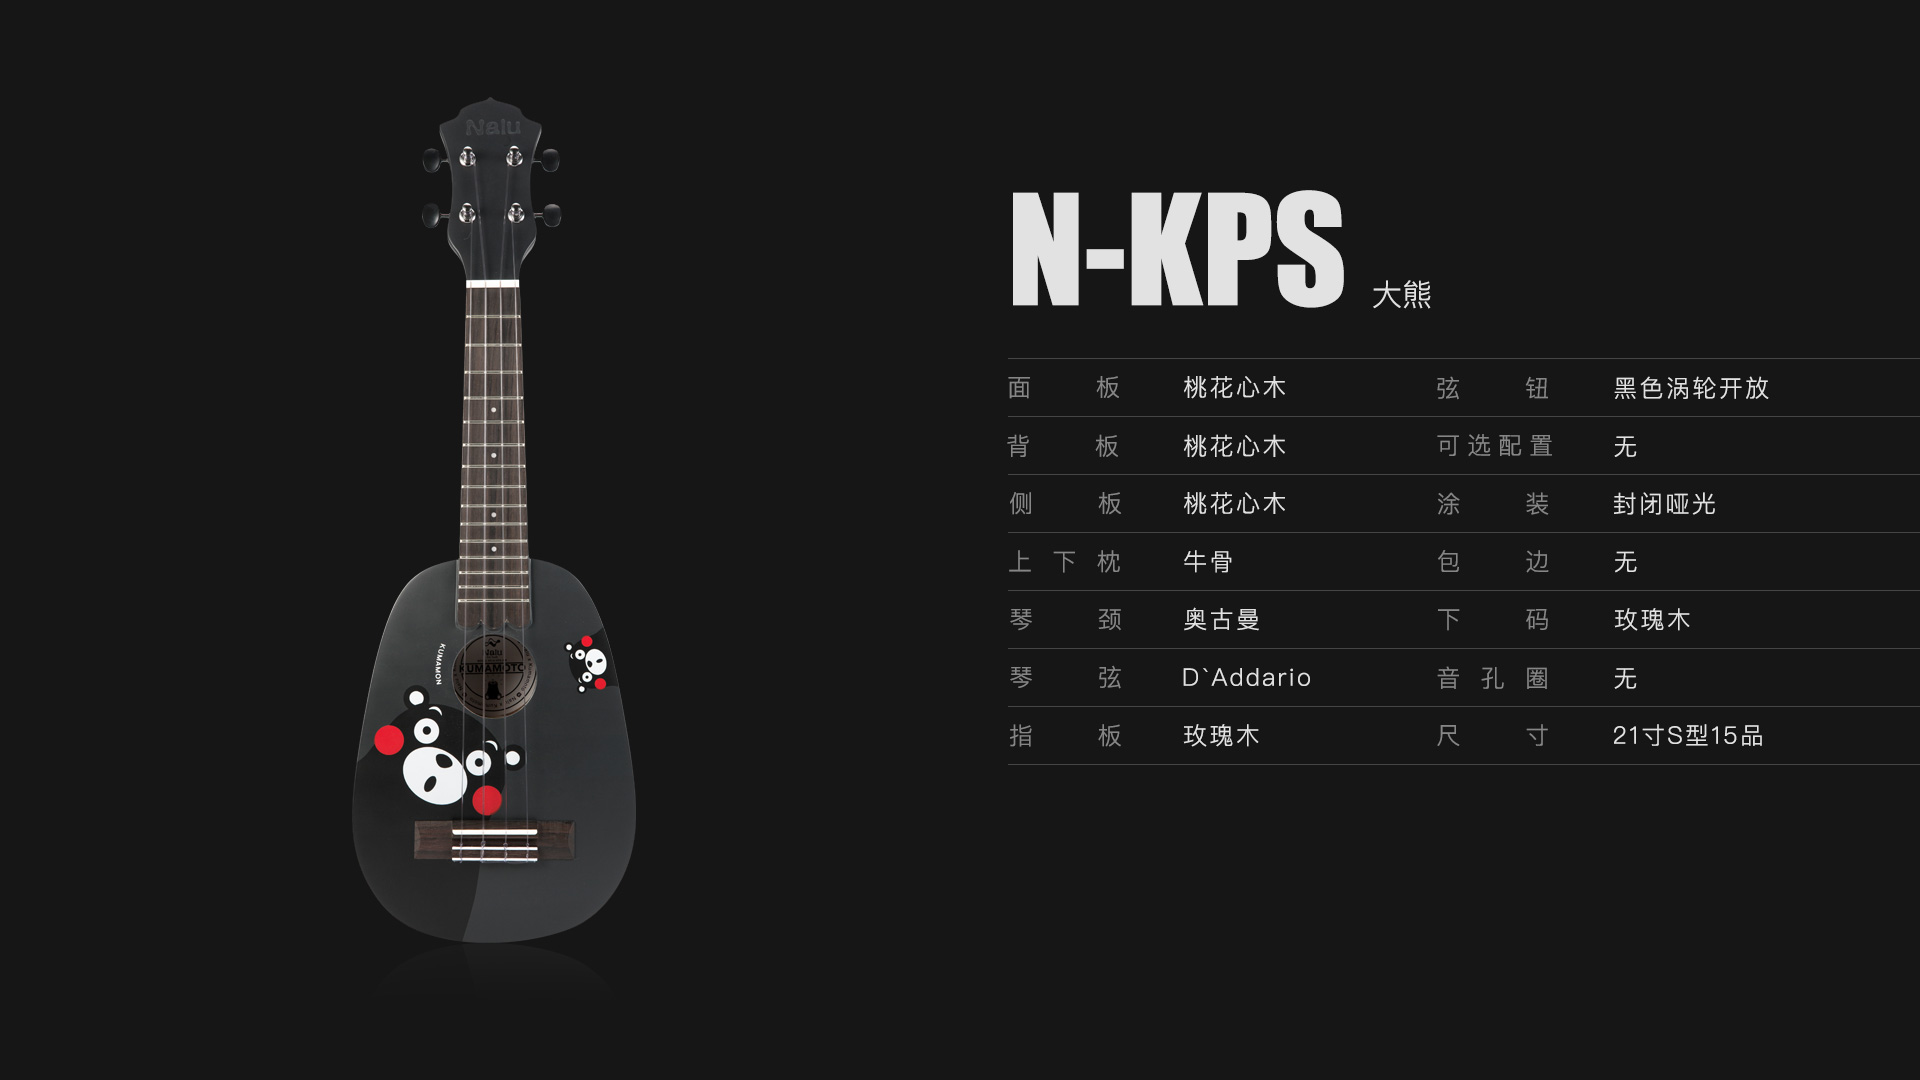 Nalu
N-KPS 大熊
面板 桃花心木 弦钮 黑色涡轮开放
背板 桃花心木 可选配置 无
侧板 桃花心木 涂装 封闭哑光
上下枕 牛骨 包边 无
琴颈 奥古曼 下码 玫瑰木
琴弦 D`Addario 音孔圈 无
指板 玫瑰木 尺寸 21寸S型15品
KUMAMON
Nalu
KUMAMOTO